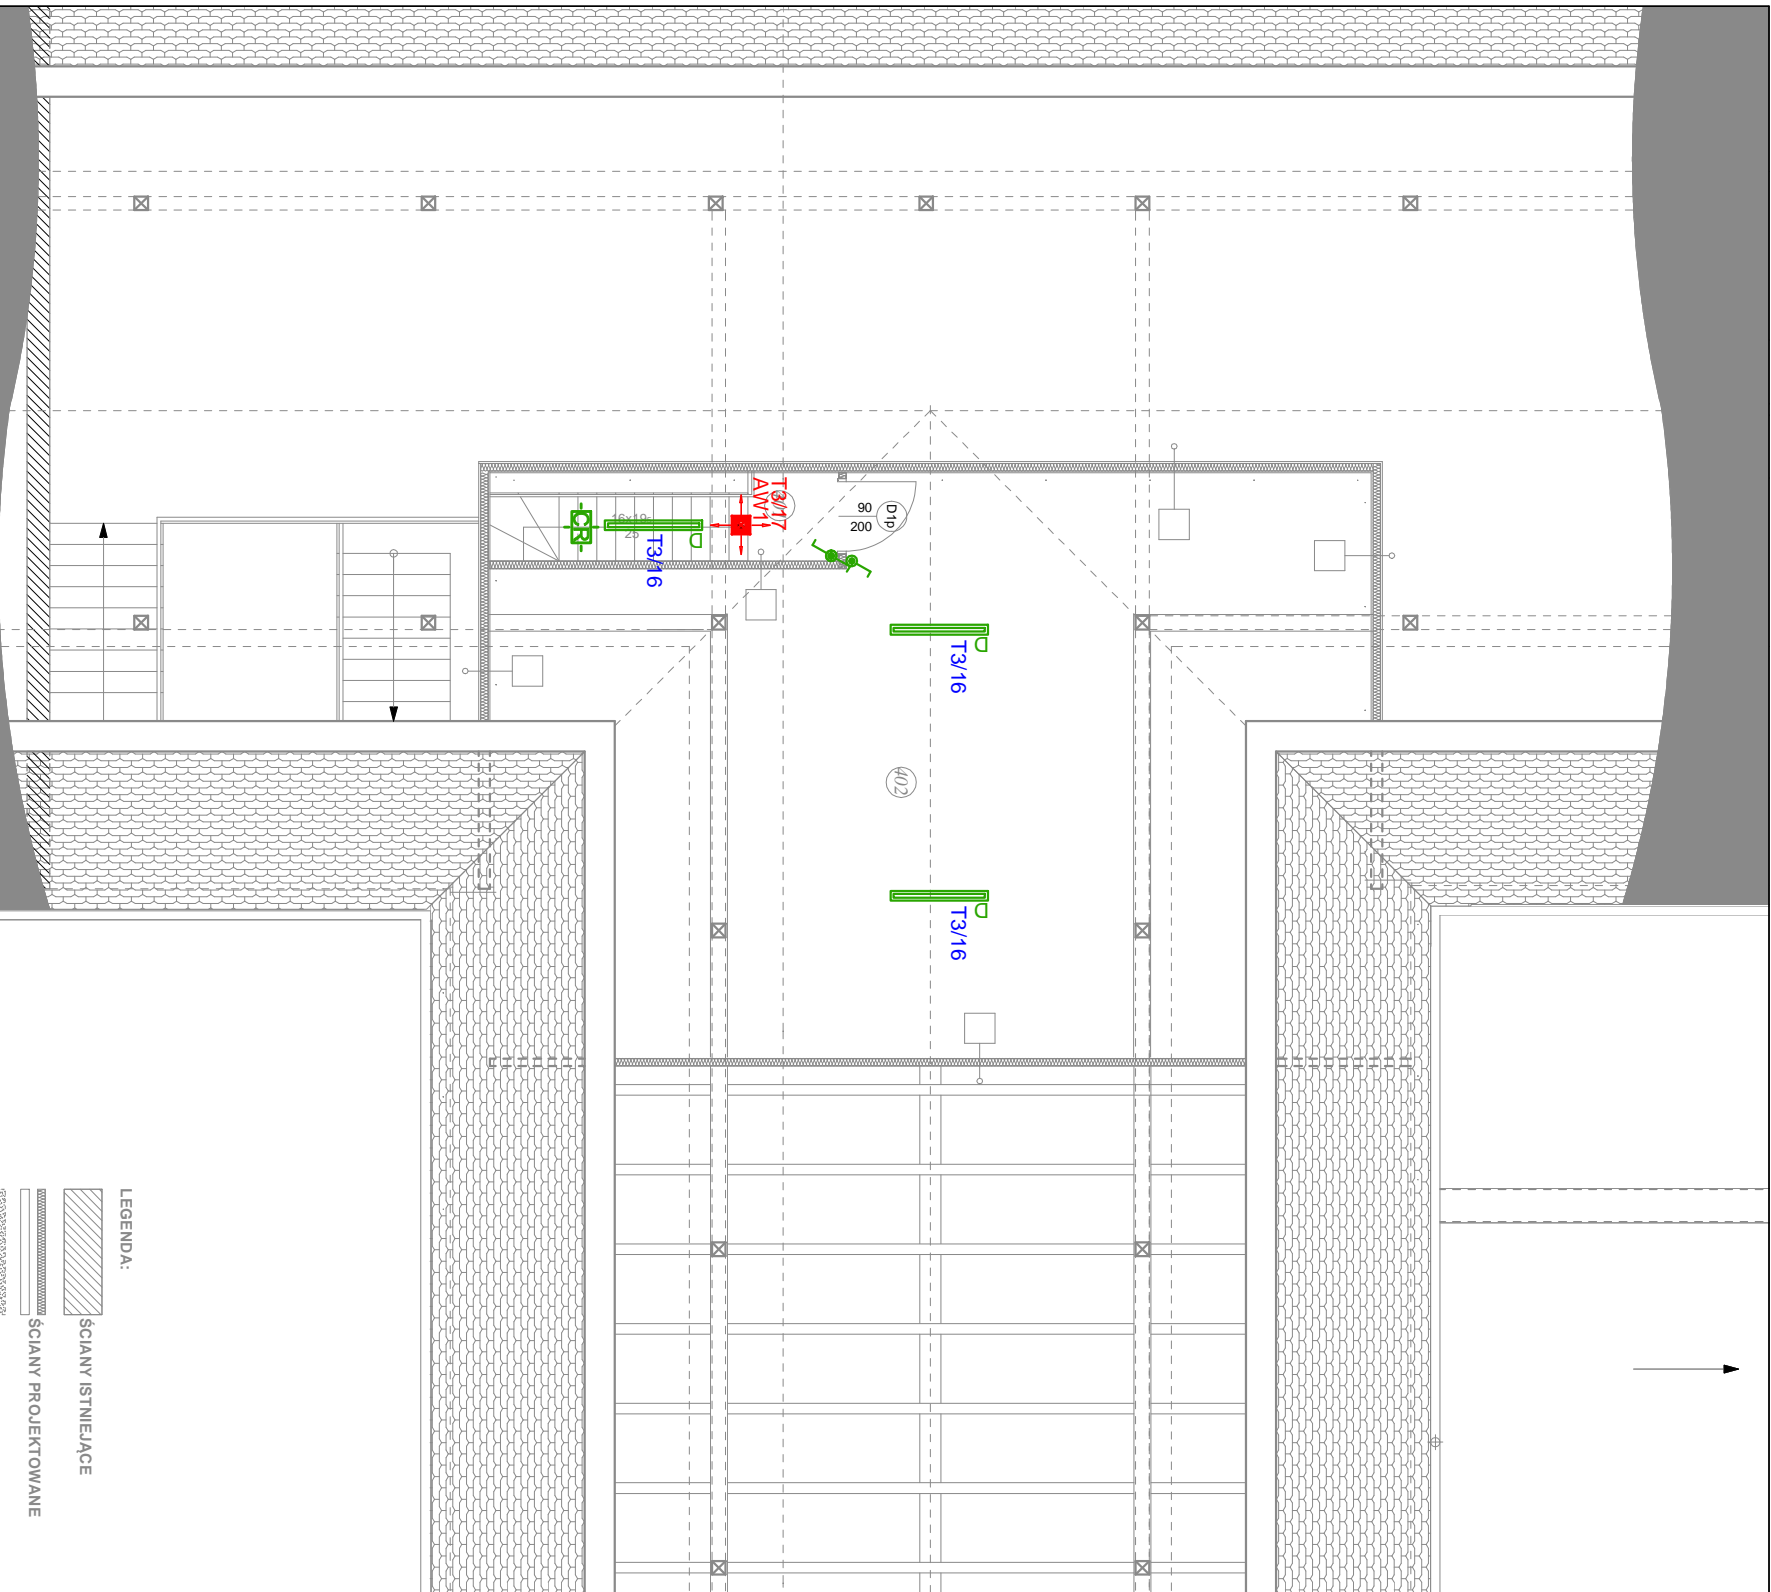 T3/17
AW1
90
200
D1p
16x19
25
CR
D
T3/16
D
T3/16
402
D
T3/16
LEGENDA:
ŚCIANY ISTNIEJĄCE
ŚCIANY PROJEKTOWANE